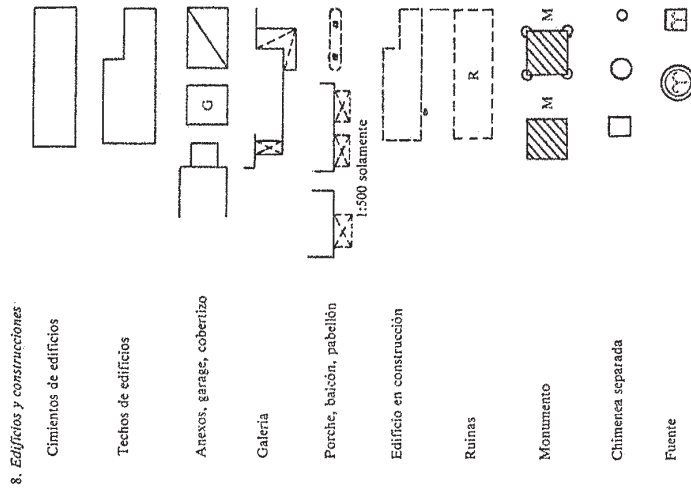 8. Edificios y construcciones
Cimientos de edificios
Techos de edificios
Anexos, garage, cobertizo
G
Galería
Porche, balcón, pabellón
1:500 solamente
Edificio en construcción
Ruinas
R
Monumento
M
M
Chimenea separada
Fuente